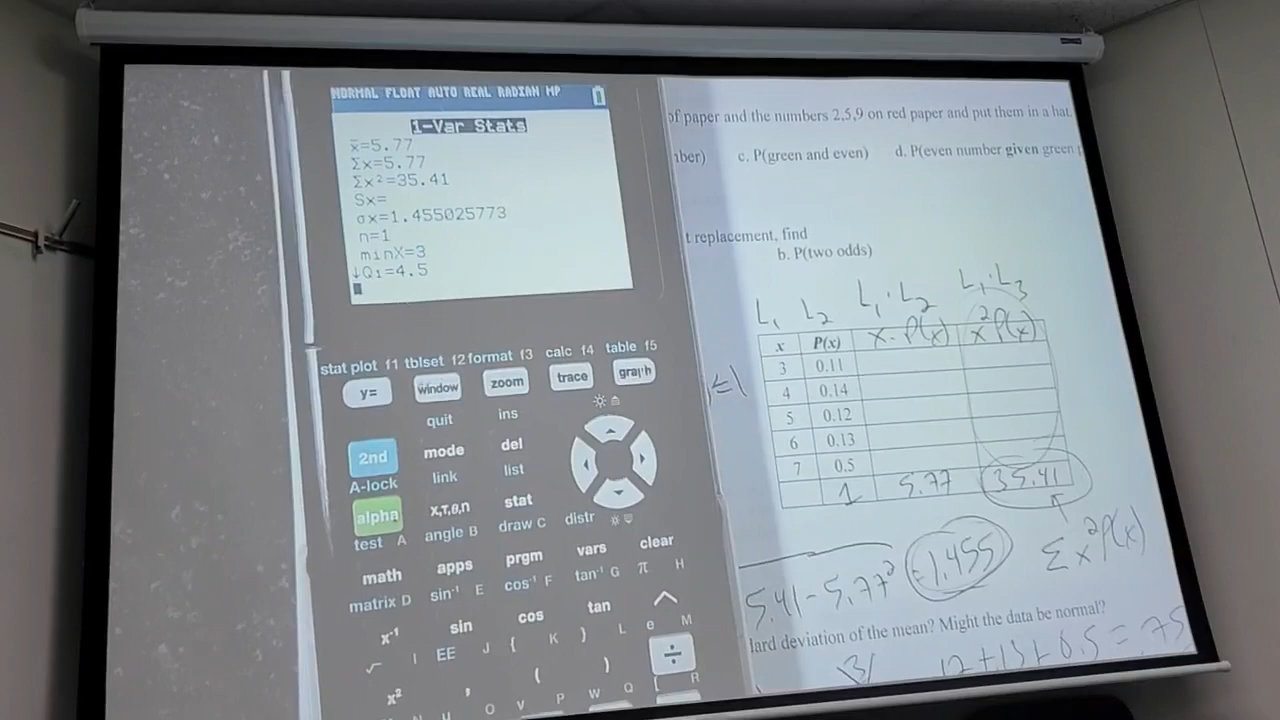 NORMAL FLOAT AUTO REAL RADIAN MP
1-Var Stats
x̄=5.77
Σx=5.77
Σx²=35.41
Sx=
σx=1.455025773
n=1
minX=3
↓Q1=4.5
stat plot f1 tblset f2 format f3 calc f4 table f5
y= window zoom trace graph
quit ins
2nd mode del
A-lock link list
alpha x,T,θ,n stat
test A angle B draw C distr
math apps prgm vars clear
matrix D sin⁻¹ E cos⁻¹ F tan⁻¹ G π H
x⁻¹ sin cos tan ^
√ I EE J { K } L e M
x² , ( ) ÷
N u O v P w Q [ R
of paper and the numbers 2,5,9 on red paper and put them in a hat.
c. P(green and even) d. P(even number given green
t replacement, find
b. P(two odds)
L₁ L₂ L₁·L₂ L₁·L₃
x P(x) x·P(x) x²P(x)
3 0.11
4 0.14
=1
5 0.12
6 0.13
7 0.5
1 5.77 35.41
Σx²P(x)
5.41-5.77² =1.455
dard deviation of the mean? Might the data be normal?
.12+.13+0.5=.75